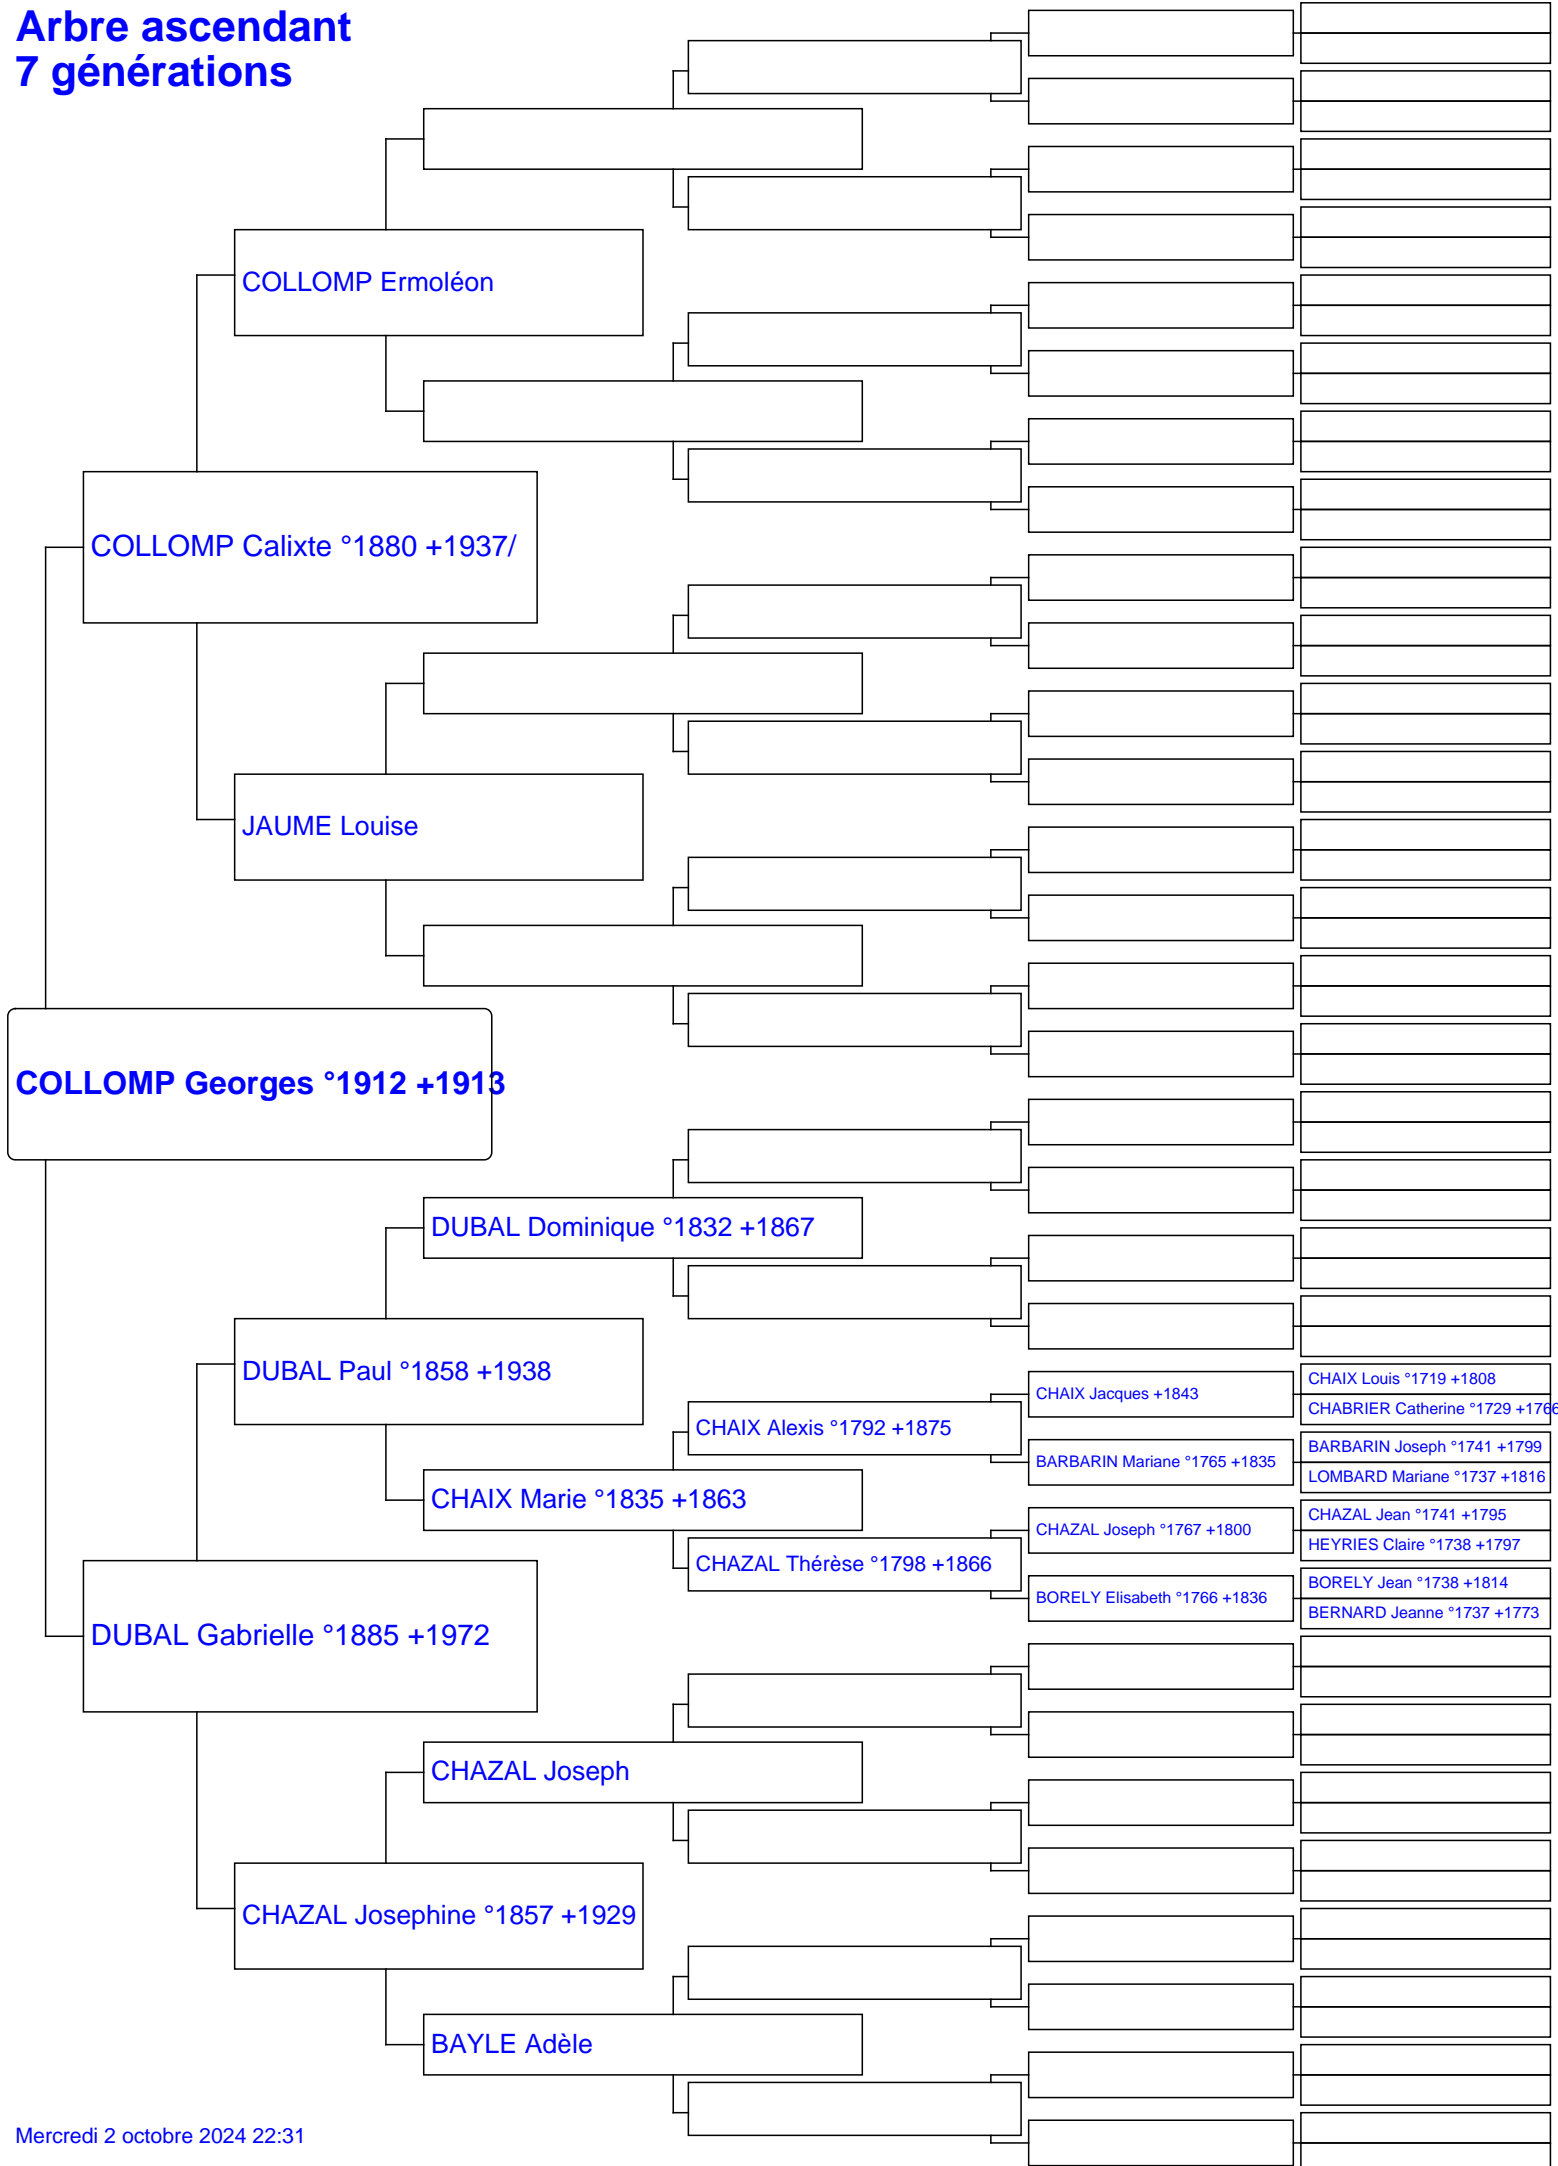 Arbre ascendant
7 générations
COLLOMP Ermoléon
COLLOMP Calixte °1880 +1937/
JAUME Louise
COLLOMP Georges °1912 +1913
DUBAL Dominique °1832 +1867
DUBAL Paul °1858 +1938
CHAIX Louis °1719 +1808
CHAIX Jacques +1843
CHABRIER Catherine °1729 +1766
CHAIX Alexis °1792 +1875
BARBARIN Joseph °1741 +1799
BARBARIN Mariane °1765 +1835
LOMBARD Mariane °1737 +1816
CHAIX Marie °1835 +1863
CHAZAL Jean °1741 +1795
CHAZAL Joseph °1767 +1800
HEYRIES Claire °1738 +1797
CHAZAL Thérèse °1798 +1866
BORELY Jean °1738 +1814
BORELY Elisabeth °1766 +1836
BERNARD Jeanne °1737 +1773
DUBAL Gabrielle °1885 +1972
CHAZAL Joseph
CHAZAL Josephine °1857 +1929
BAYLE Adèle
Mercredi 2 octobre 2024 22:31